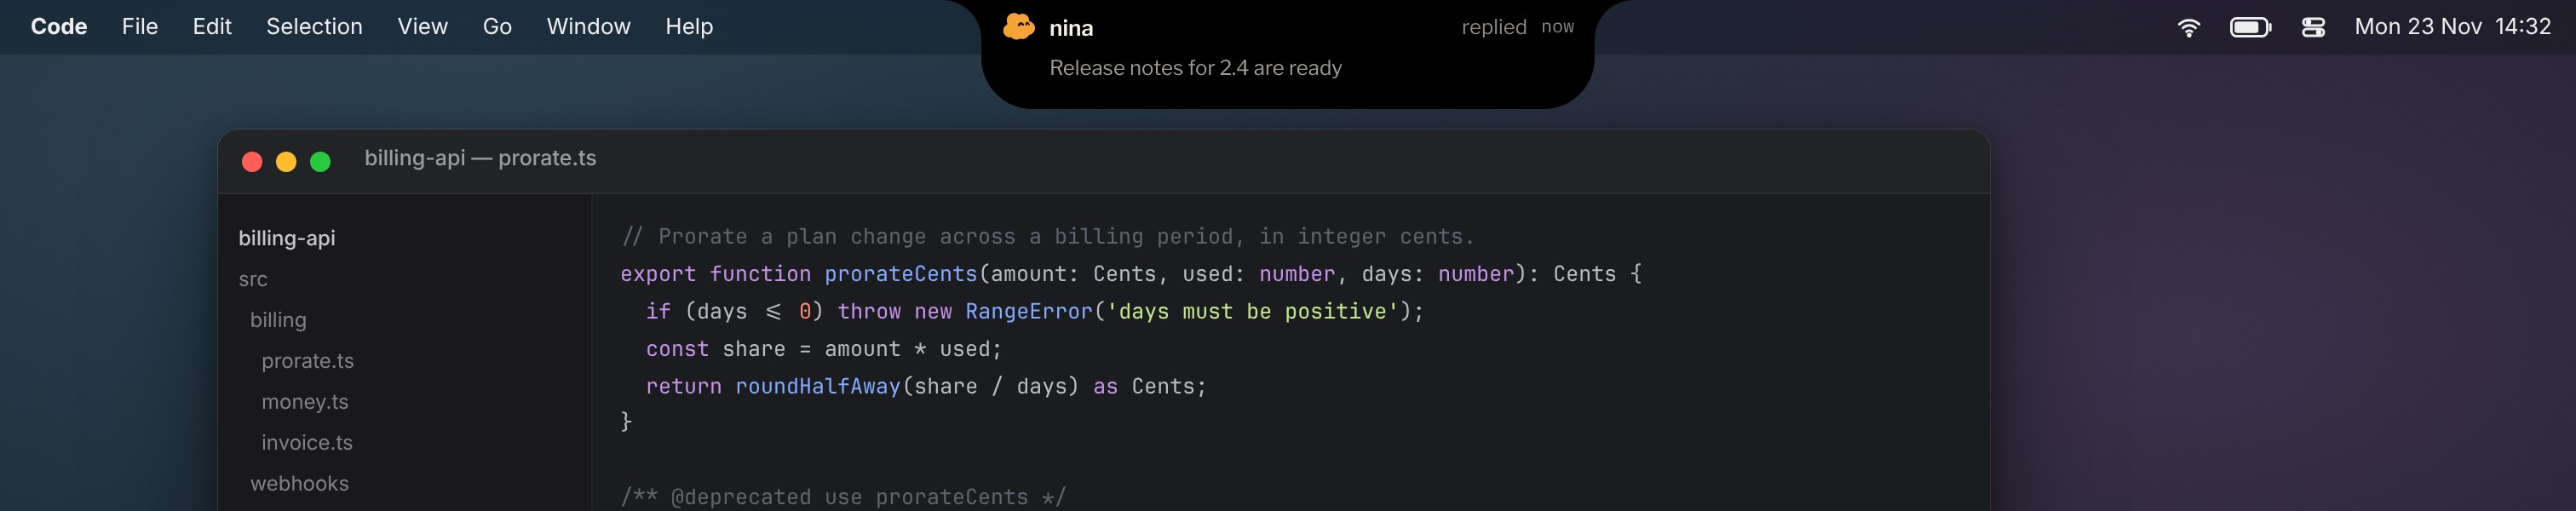 Code File Edit Selection View Go Window Help
nina replied now
Release notes for 2.4 are ready
Mon 23 Nov 14:32
billing-api — prorate.ts
billing-api
src
billing
prorate.ts
money.ts
invoice.ts
webhooks
// Prorate a plan change across a billing period, in integer cents.
export function prorateCents(amount: Cents, used: number, days: number): Cents {
if (days <= 0) throw new RangeError('days must be positive');
const share = amount * used;
return roundHalfAway(share / days) as Cents;
}
/** @deprecated use prorateCents */